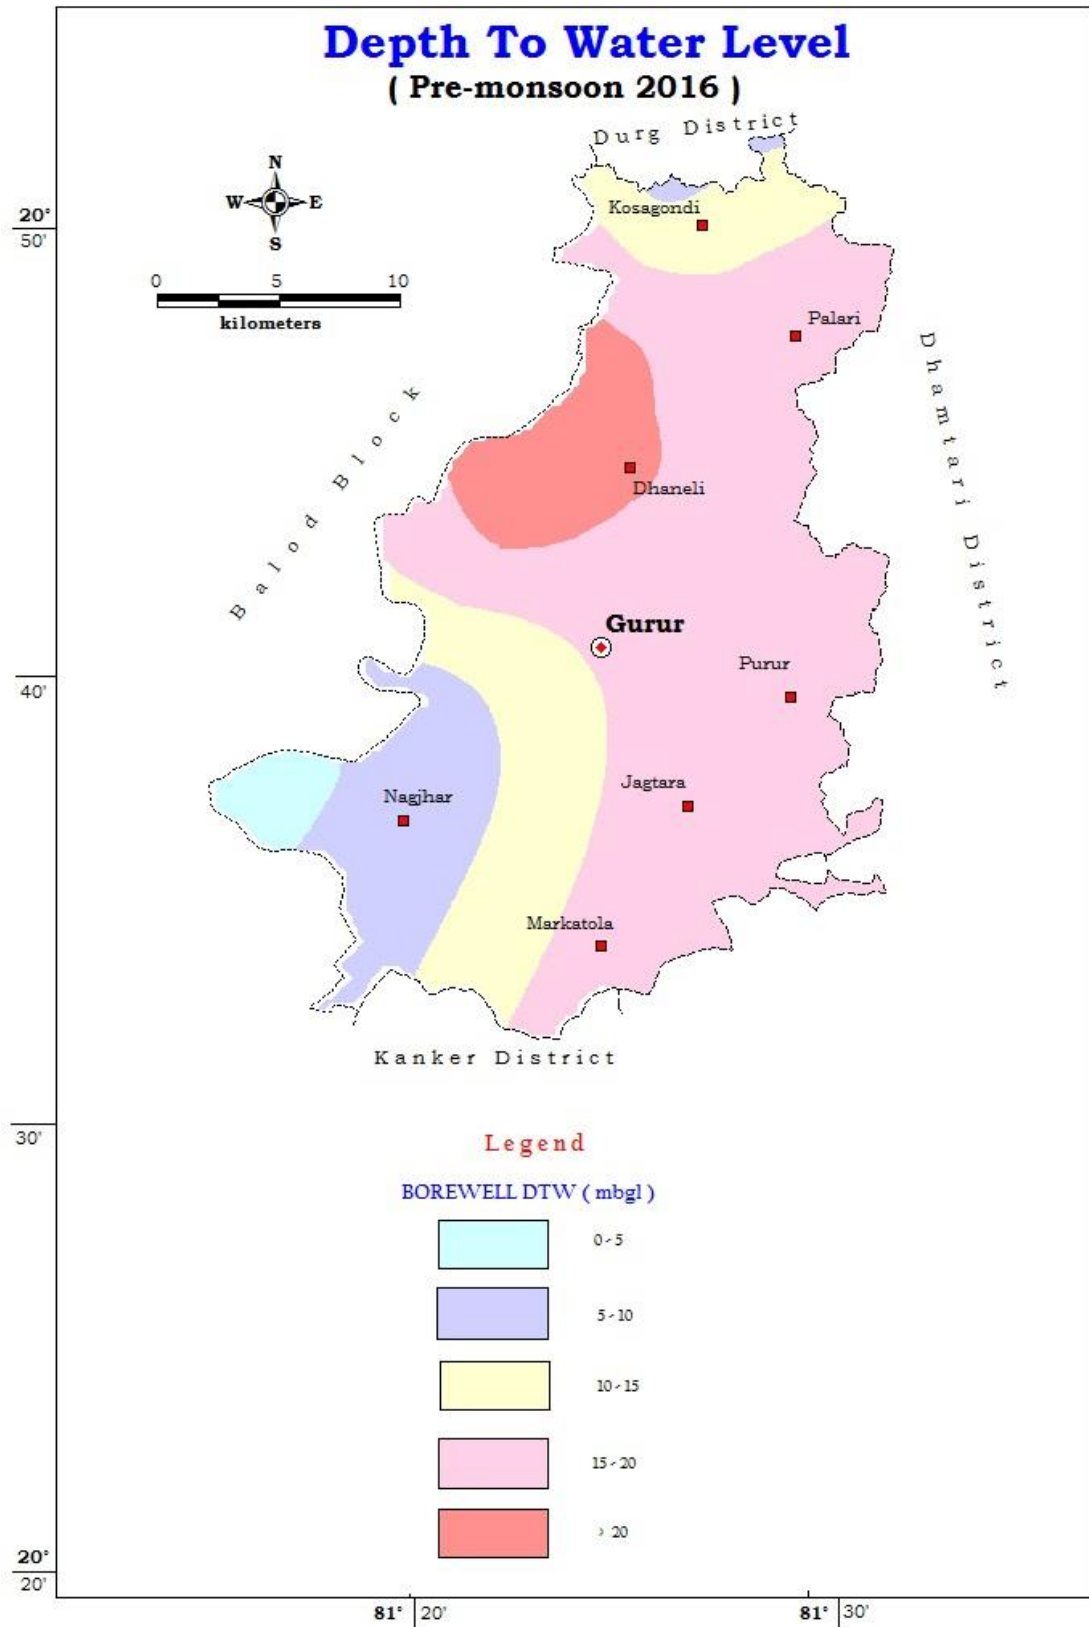 Depth To Water Level
( Pre-monsoon 2016 )
Durg District
N
W E
S
20°
50'
Kosagondi
0 5 10
kilometers
Palari
Dhamtari District
Balod Block
Dhaneli
Gurur
Purur
40'
Jagtara
Nagjhar
Markatola
Kanker District
30'
Legend
BOREWELL DTW ( mbgl )
0 - 5
5 - 10
10 - 15
15 - 20
> 20
20°
20'
81° 20' 81° 30'